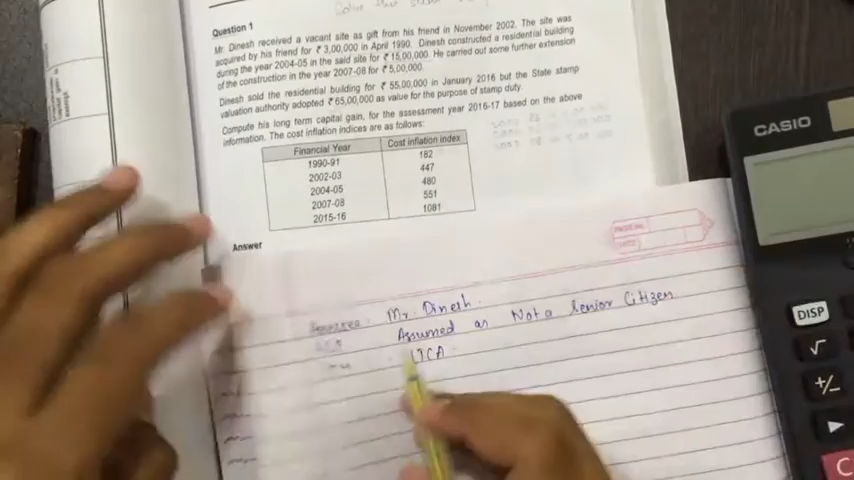 Question 1
Mr. Dinesh received a vacant site as gift from his friend in November 2002. The site was
acquired by his friend for ₹ 3,00,000 in April 1990. Dinesh constructed a residential building
during the year 2004-05 in the said site for ₹ 15,00,000. He carried out some further extension
of the construction in the year 2007-08 for ₹ 5,00,000.
Dinesh sold the residential building for ₹ 55,00,000 in January 2016 but the State stamp
valuation authority adopted ₹ 65,00,000 as value for the purpose of stamp duty.
Compute his long term capital gain, for the assessment year 2016-17 based on the above
information. The cost inflation indices are as follows:
Financial Year Cost inflation index
1990-91 182
2002-03 447
2004-05 480
2007-08 551
2015-16 1081
Answer
Mr. Dinesh.
Assumed as Not a Senior Citizen
LTCA
CASIO
DISP
√
+/-
▶
C